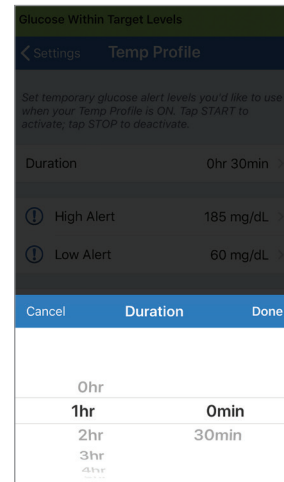 Glucose Within Target Levels
Settings Temp Profile
Set temporary glucose alert levels you'd like to use
when your Temp Profile is ON. Tap START to
activate; tap STOP to deactivate.
Duration 0hr 30min
High Alert 185 mg/dL
Low Alert 60 mg/dL
Cancel Duration Done
0hr
1hr 0min
2hr 30min
3hr
4hr